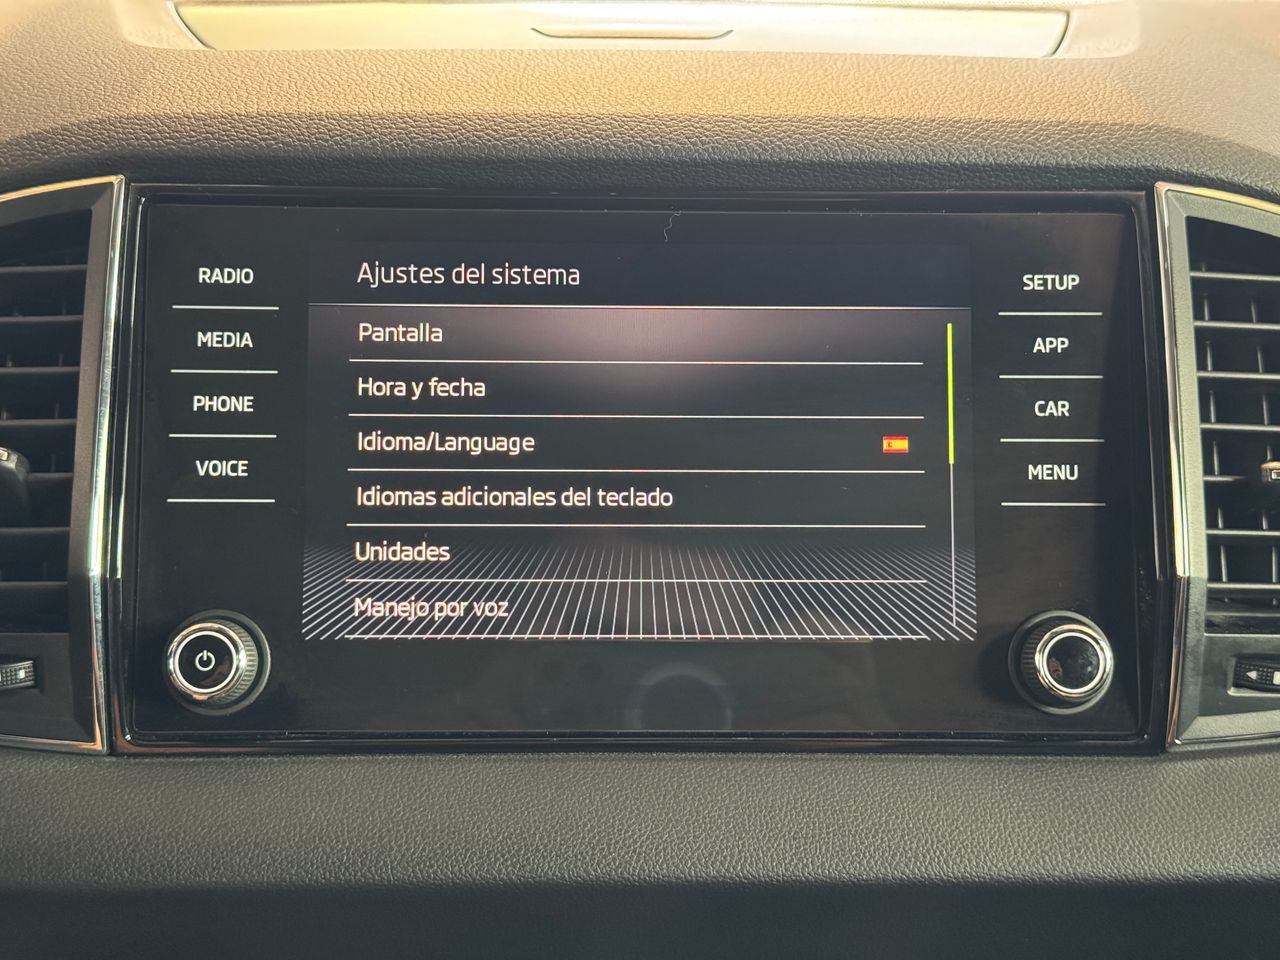 RADIO
MEDIA
PHONE
VOICE
Ajustes del sistema
Pantalla
Hora y fecha
Idioma/Language
Idiomas adicionales del teclado
Unidades
Manejo por voz
SETUP
APP
CAR
MENU